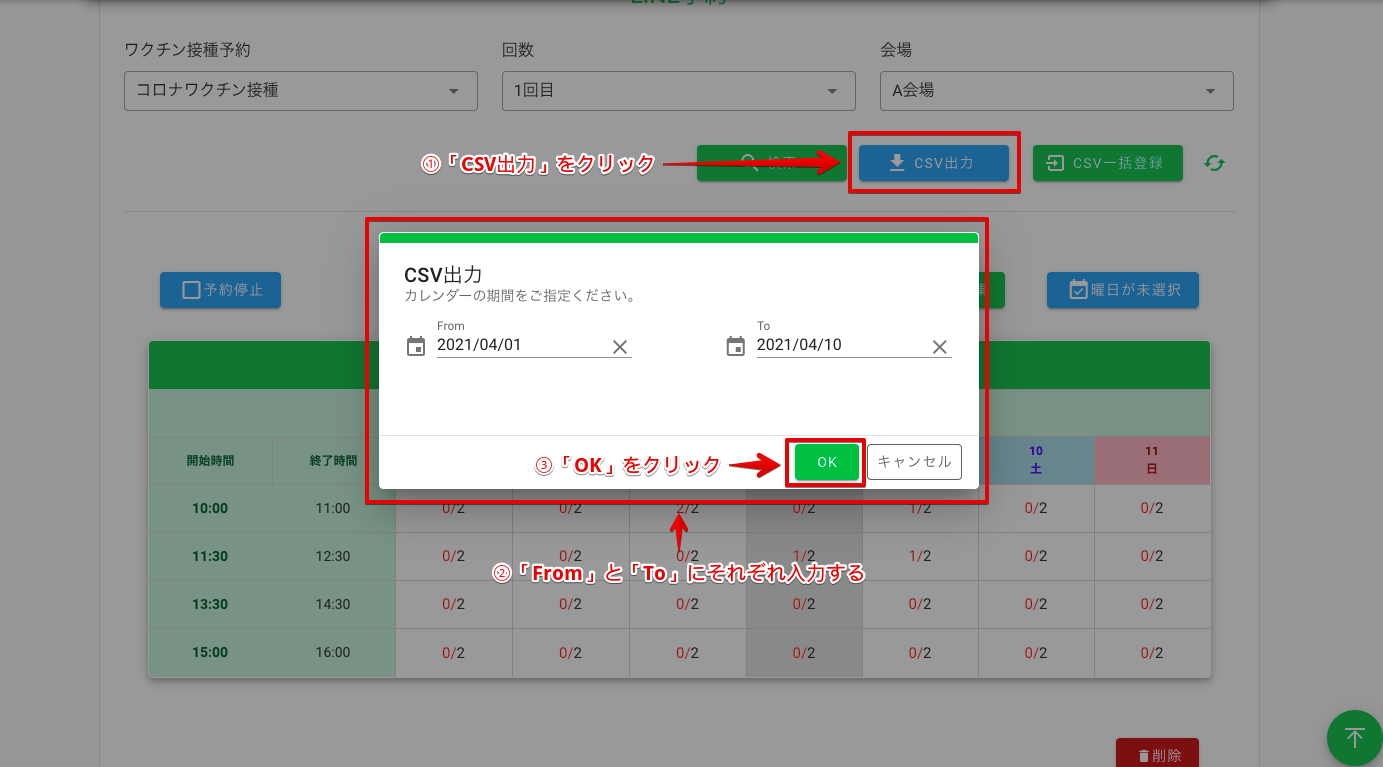 LINE予約
ワクチン接種予約 回数 会場
コロナワクチン接種 1回目 A会場
①「CSV出力」をクリック 検索 CSV出力 CSV一括登録
CSV出力
カレンダーの期間をご指定ください。
予約停止 曜日が未選択
From To
2021/04/01 2021/04/10
開始時間 終了時間 10 11
土 日
③「OK」をクリック OK キャンセル
10:00 11:00 0/2 0/2 2/2 0/2 1/2 0/2 0/2
11:30 12:30 0/2 0/2 0/2 1/2 1/2 0/2 0/2
②「From」と「To」にそれぞれ入力する
13:30 14:30 0/2 0/2 0/2 0/2 0/2 0/2 0/2
15:00 16:00 0/2 0/2 0/2 0/2 0/2 0/2 0/2
削除